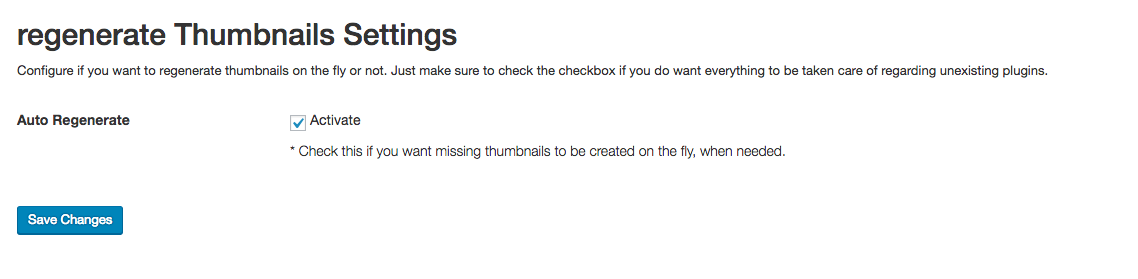 regenerate Thumbnails Settings
Configure if you want to regenerate thumbnails on the fly or not. Just make sure to check the checkbox if you do want everything to be taken care of regarding unexisting plugins.
Auto Regenerate
Activate
* Check this if you want missing thumbnails to be created on the fly, when needed.
Save Changes